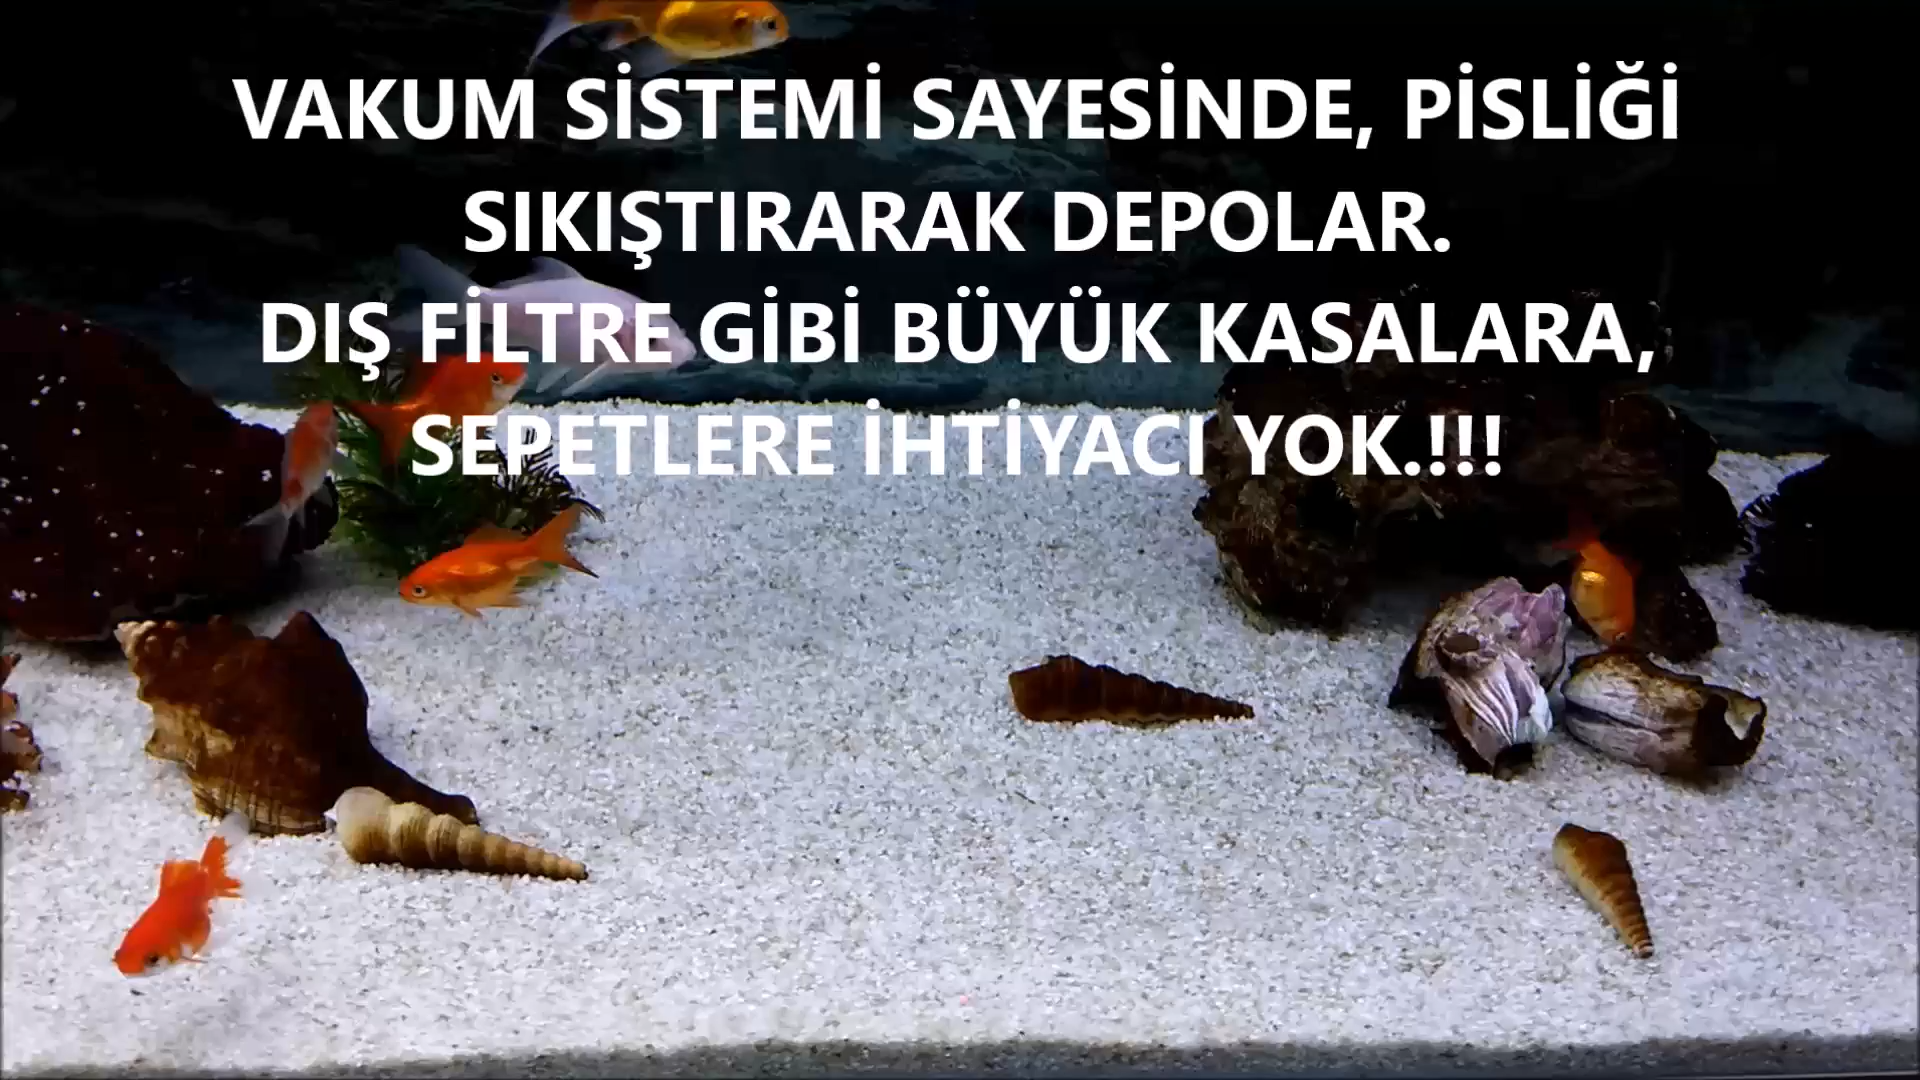 VAKUM SİSTEMİ SAYESİNDE, PİSLİĞİ
SIKIŞTIRARAK DEPOLAR.
DIŞ FİLTRE GİBİ BÜYÜK KASALARA,
SEPETLERE İHTİYACI YOK.!!!